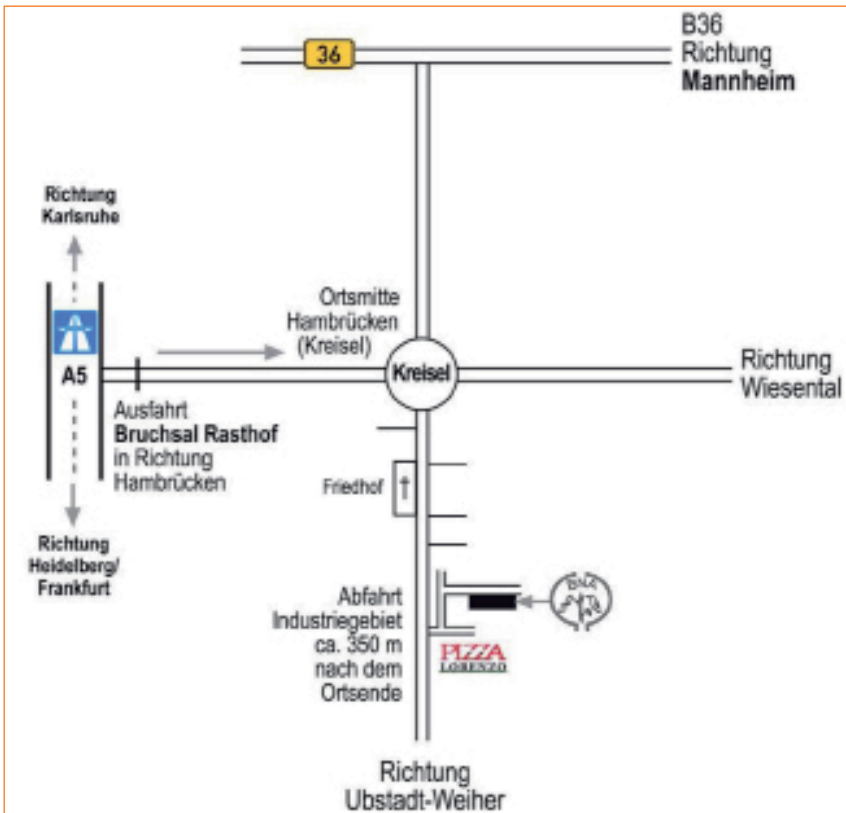 B36
Richtung
Mannheim
36
Richtung
Karlsruhe
A5
Ortsmitte
Hambrücken
(Kreisel)
Kreisel
Richtung
Wiesental
Ausfahrt
Bruchsal Rasthof
in Richtung
Hambrücken
Friedhof
Richtung
Heidelberg/
Frankfurt
Abfahrt
Industriegebiet
ca. 350 m
nach dem
Ortsende
BNA
PIZZA
LORENZO
Richtung
Ubstadt-Weiher